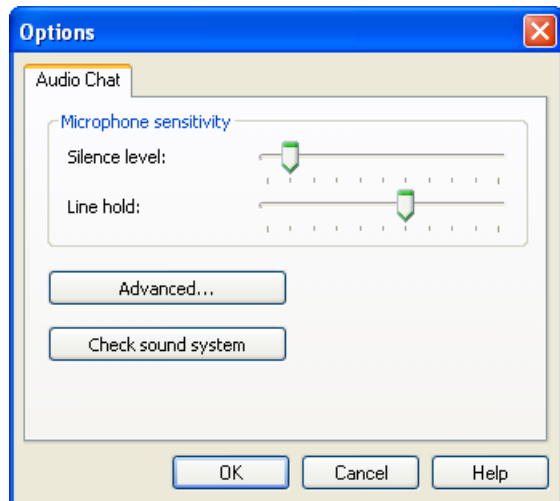 Options
Audio Chat
Microphone sensitivity
Silence level:
Line hold:
Advanced...
Check sound system
OK Cancel Help